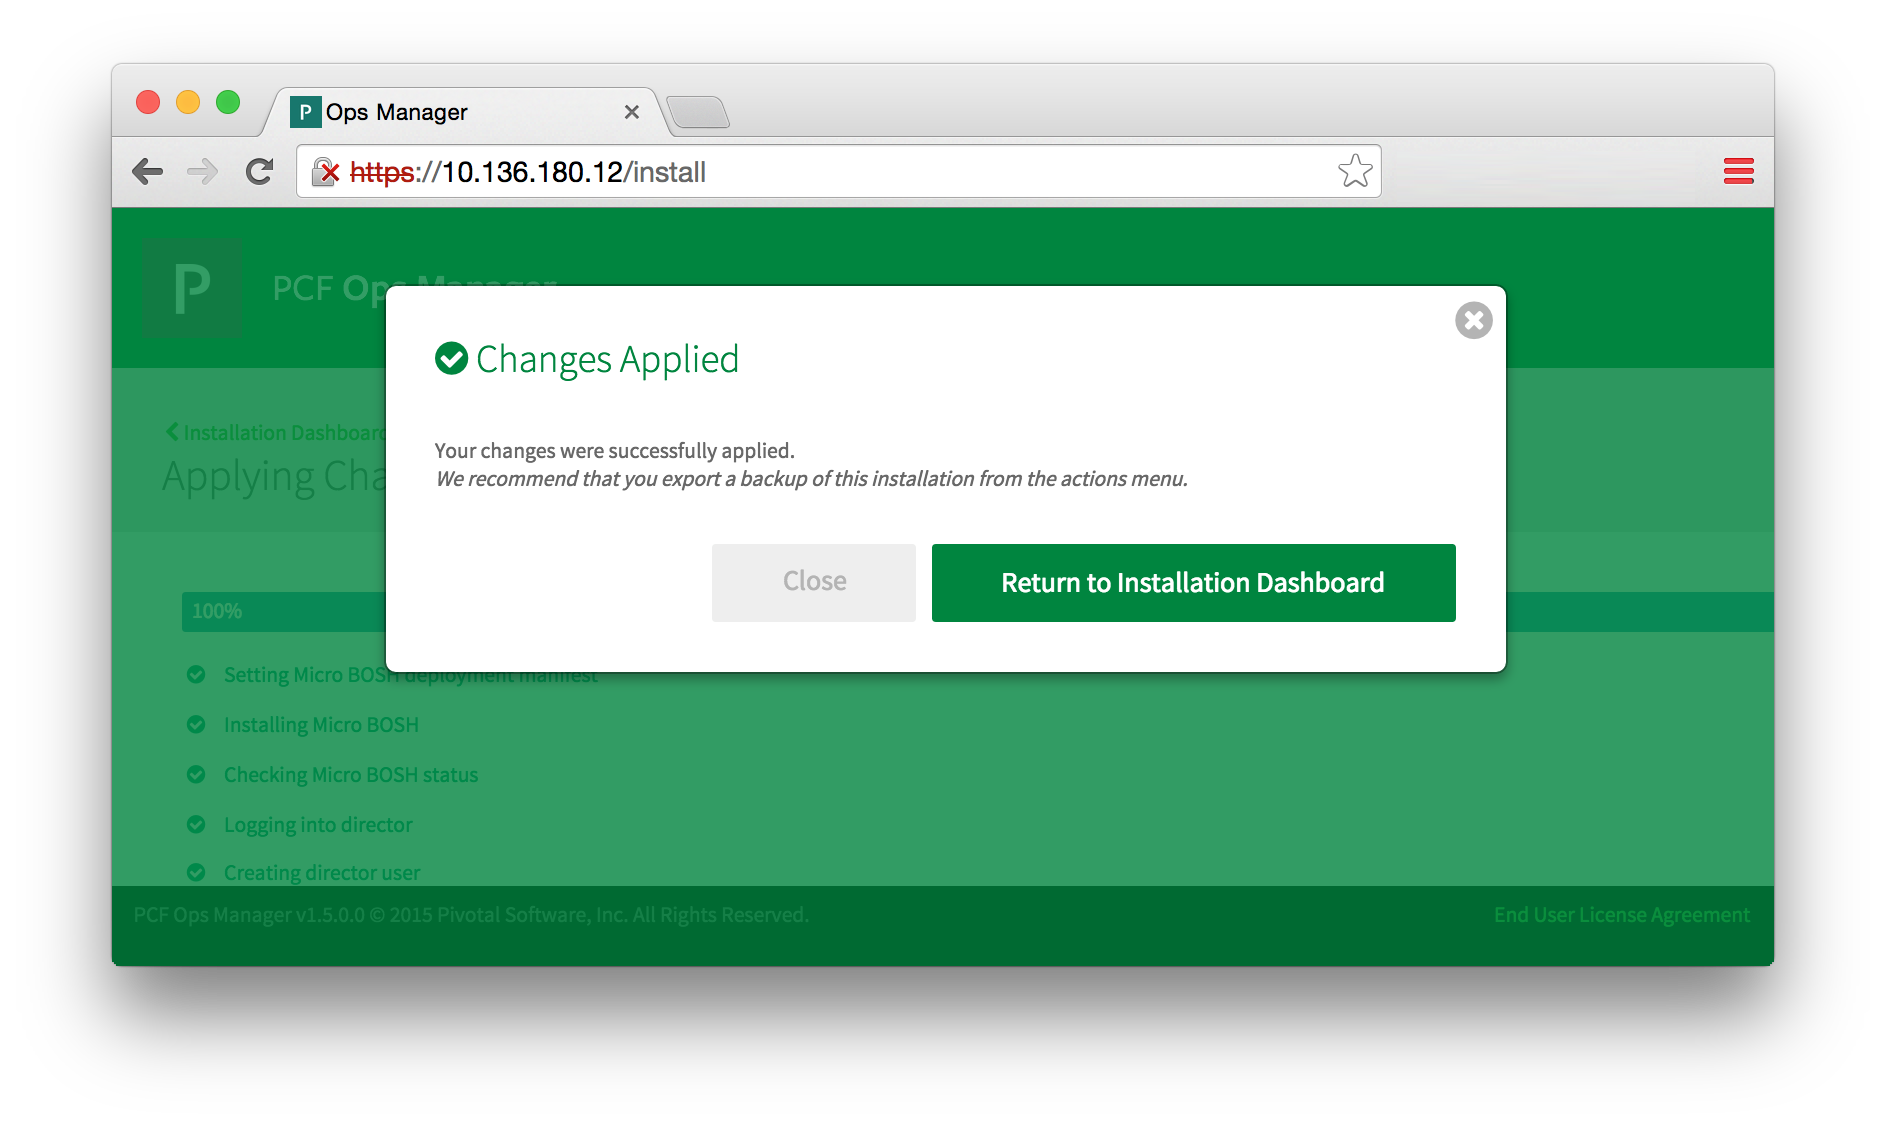 P Ops Manager
https://10.136.180.12/install
P
PCF Ops Manager
Changes Applied
Installation Dashboard
Applying Cha
Your changes were successfully applied.
We recommend that you export a backup of this installation from the actions menu.
Close
Return to Installation Dashboard
100%
Setting Micro BOSH deployment manifest
Installing Micro BOSH
Checking Micro BOSH status
Logging into director
Creating director user
PCF Ops Manager v1.5.0.0 © 2015 Pivotal Software, Inc. All Rights Reserved.
End User License Agreement